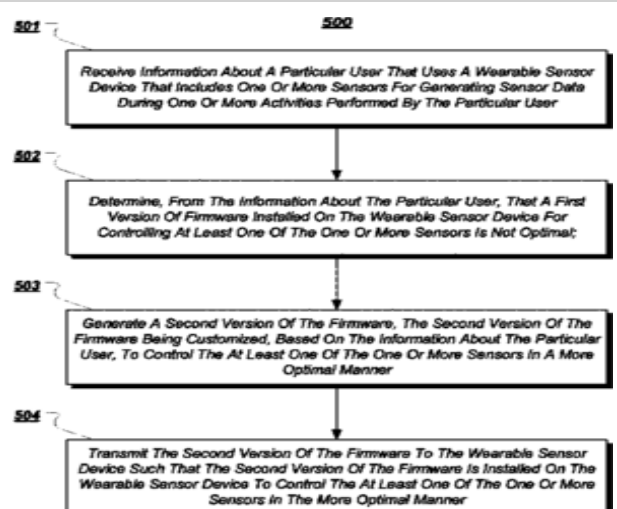 501
500
Receive Information About A Particular User That Uses A Wearable Sensor
Device That Includes One Or More Sensors For Generating Sensor Data
During One Or More Activities Performed By The Particular User
502
Determine, From The Information About The Particular User, That A First
Version Of Firmware Installed On The Wearable Sensor Device For
Controlling At Least One Of The One Or More Sensors Is Not Optimal;
503
Generate A Second Version Of The Firmware, The Second Version Of The
Firmware Being Customized, Based On The Information About The Particular
User, To Control The At Least One Of The One Or More Sensors In A More
Optimal Manner
504
Transmit The Second Version Of The Firmware To The Wearable Sensor
Device Such That The Second Version Of The Firmware Is Installed On The
Wearable Sensor Device To Control The At Least One Of The One Or More
Sensors In The More Optimal Manner